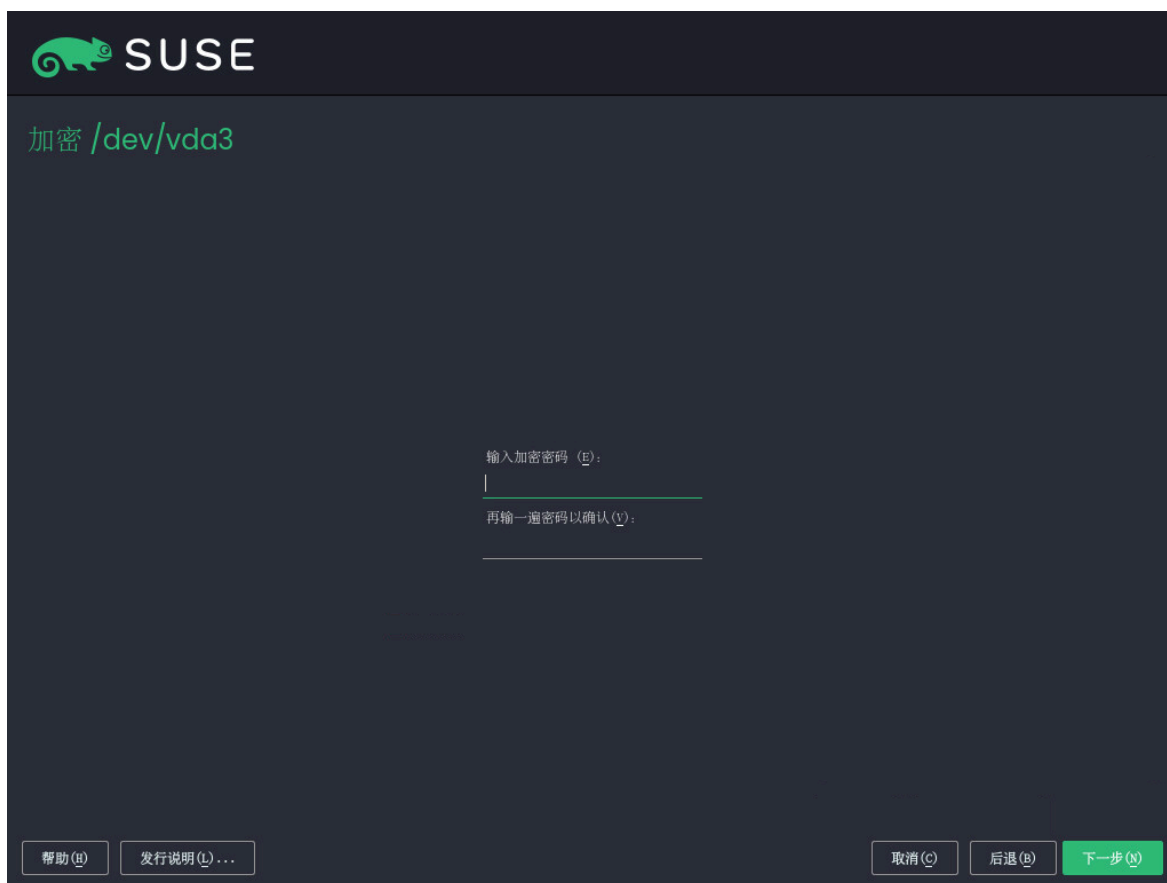 SUSE
加密 /dev/vda3
输入加密密码 (E):
再输一遍密码以确认(V):
帮助(H) 发行说明(L)... 取消(C) 后退(B) 下一步(N)